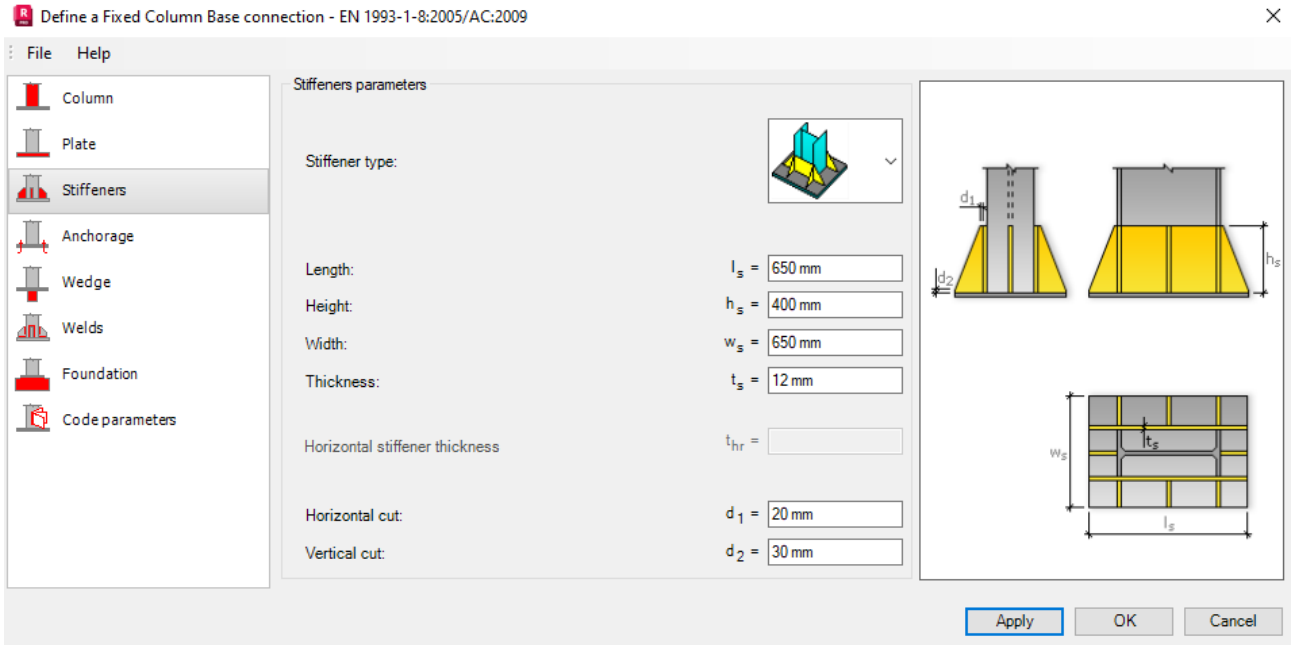 R
PRO
Define a Fixed Column Base connection - EN 1993-1-8:2005/AC:2009
File Help
Column
Plate
Stiffeners
Anchorage
Wedge
Welds
Foundation
Code parameters
Stiffeners parameters
Stiffener type:
Length: ls = 650 mm
Height: hs = 400 mm
Width: ws = 650 mm
Thickness: ts = 12 mm
Horizontal stiffener thickness thr =
Horizontal cut: d1 = 20 mm
Vertical cut: d2 = 30 mm
d1
d2
hs
ts
ws
ls
Apply OK Cancel